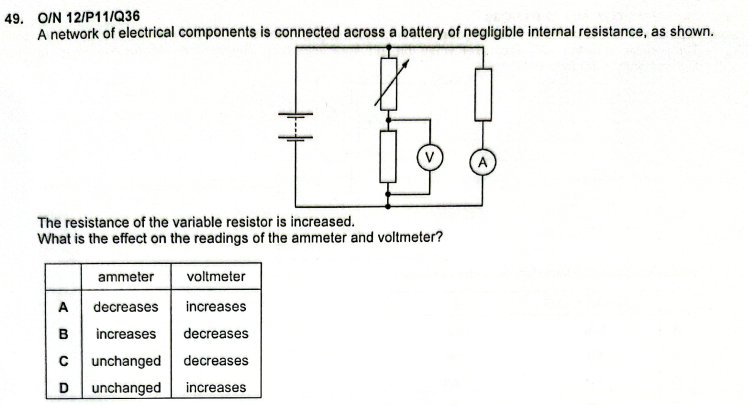 49. O/N 12/P11/Q36
A network of electrical components is connected across a battery of negligible internal resistance, as shown.
V
A
The resistance of the variable resistor is increased.
What is the effect on the readings of the ammeter and voltmeter?
ammeter voltmeter
A decreases increases
B increases decreases
C unchanged decreases
D unchanged increases